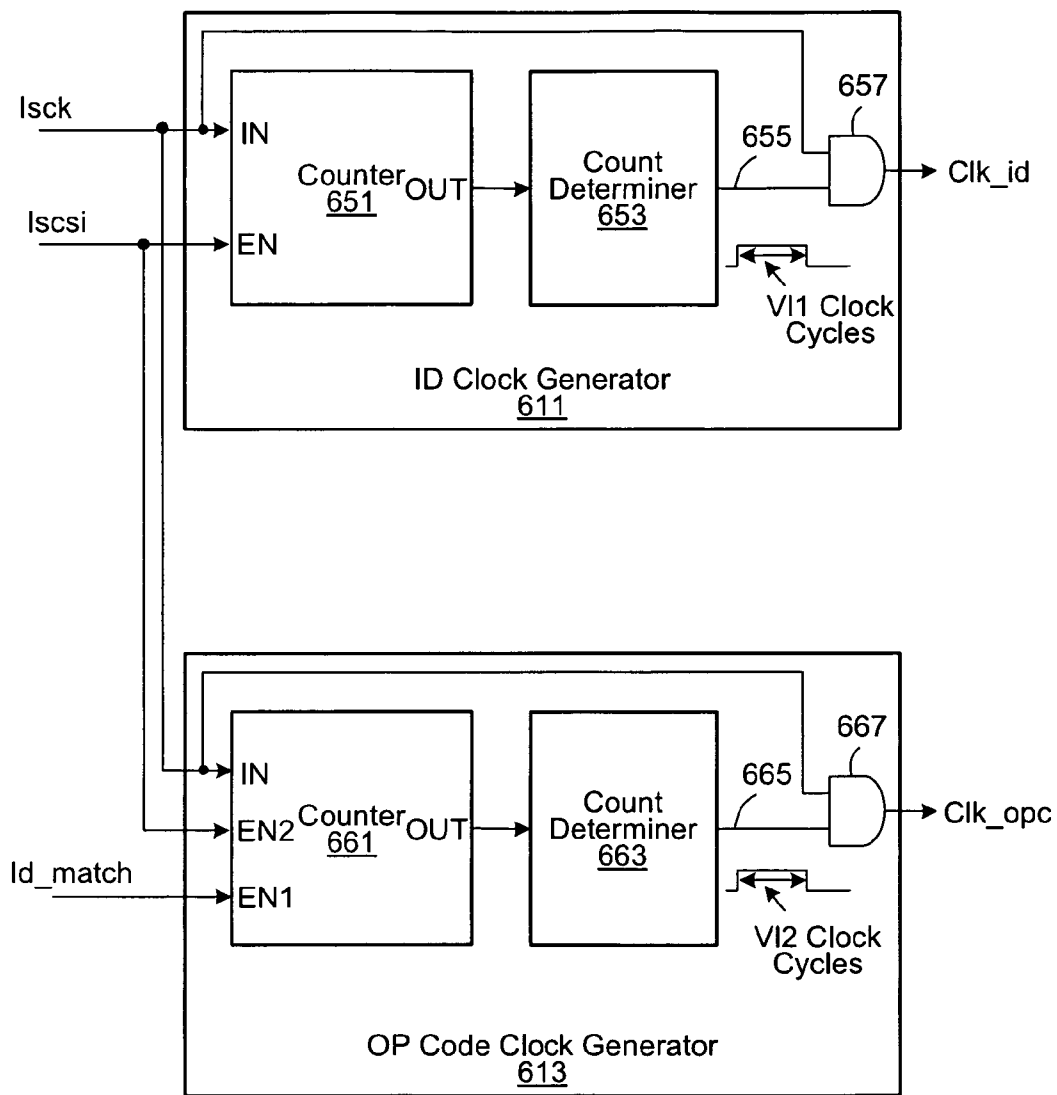 657
Isck
IN
655
Counter
651
OUT
Count
Determiner
653
Clk_id
Iscsi
EN
VI1 Clock
Cycles
ID Clock Generator
611
667
IN
665
Counter
661
OUT
Count
Determiner
663
Clk_opc
EN2
Id_match
EN1
VI2 Clock
Cycles
OP Code Clock Generator
613